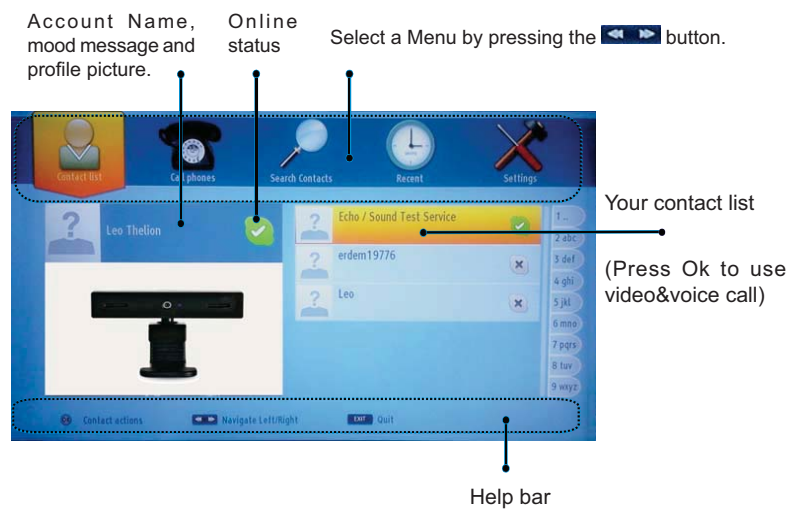 Account Name,
mood message and
profile picture.
Online
status
Select a Menu by pressing the button.
Contact list
Call phones
Search Contacts
Recent
Settings
Leo Thelion
Echo / Sound Test Service
erdem19776
Leo
1 ..
2 abc
3 def
4 ghi
5 jkl
6 mno
7 pqrs
8 tuv
9 wxyz
Your contact list
(Press Ok to use
video&voice call)
Contact actions
Navigate Left/Right
EXIT Quit
Help bar